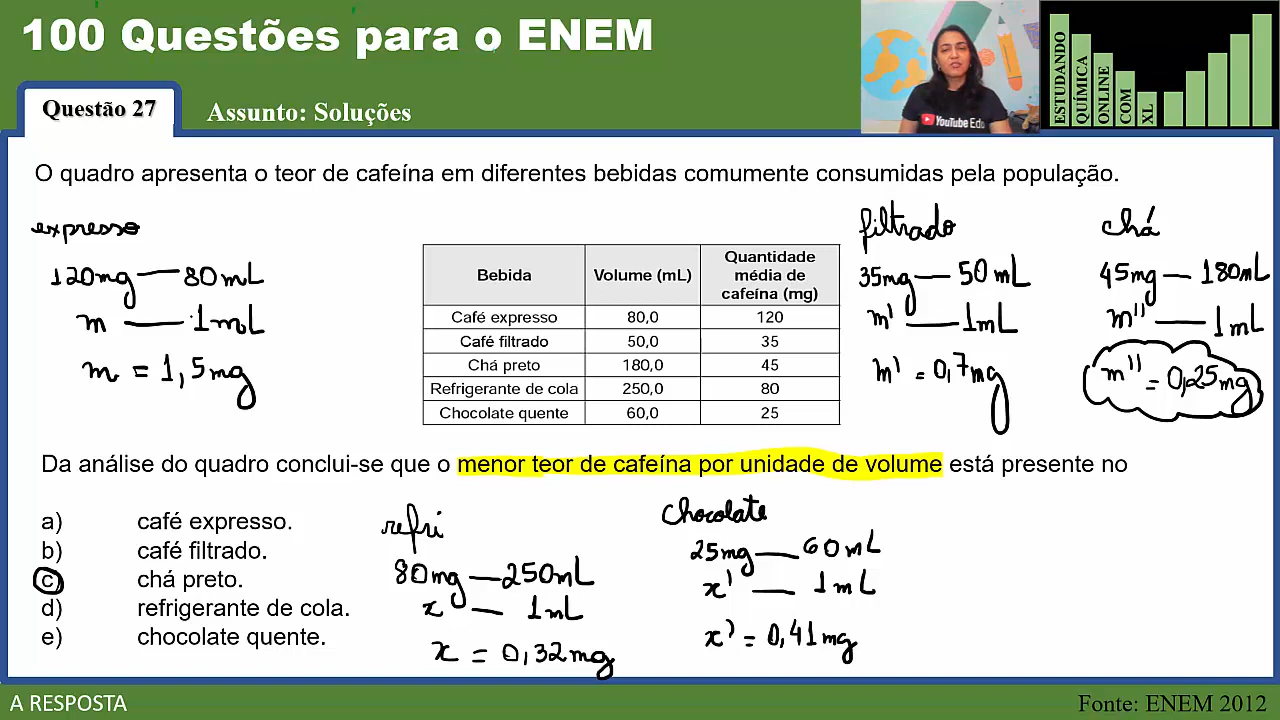 100 Questões para o ENEM
Questão 27
Assunto: Soluções
YouTube Edu
ESTUDANDO
QUÍMICA
ONLINE
COM
XL
O quadro apresenta o teor de cafeína em diferentes bebidas comumente consumidas pela população.
expresso
120mg — 80mL
m — 1mL
m = 1,5mg
Bebida Volume (mL) Quantidade média de cafeína (mg)
Café expresso 80,0 120
Café filtrado 50,0 35
Chá preto 180,0 45
Refrigerante de cola 250,0 80
Chocolate quente 60,0 25
filtrado
35mg — 50mL
m' — 1mL
m' = 0,7mg
chá
45mg — 180mL
m'' — 1mL
m'' = 0,25mg
Da análise do quadro conclui-se que o menor teor de cafeína por unidade de volume está presente no
a) café expresso.
b) café filtrado.
c) chá preto.
d) refrigerante de cola.
e) chocolate quente.
refri
80mg — 250mL
x — 1mL
x = 0,32mg
chocolate
25mg — 60mL
x' — 1mL
x' = 0,41mg
A RESPOSTA
Fonte: ENEM 2012